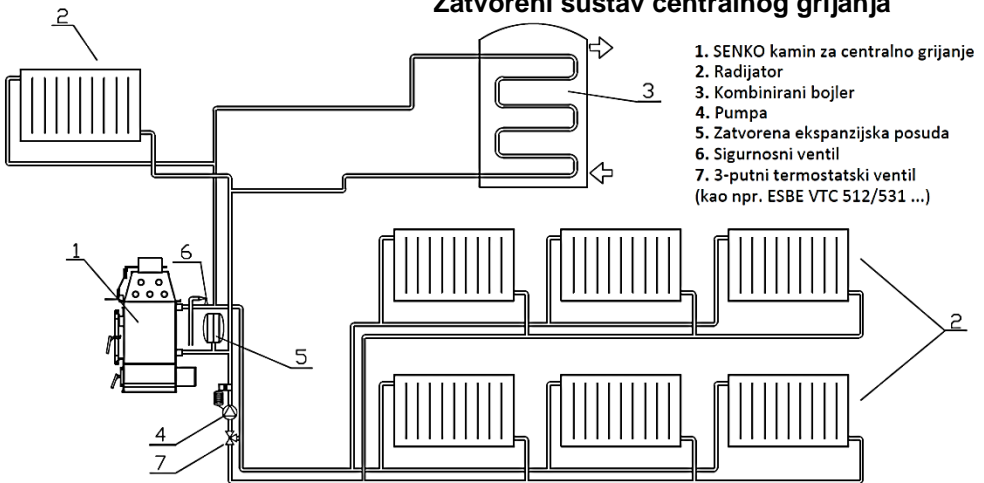 Zatvoreni sustav centralnog grijanja
2
1. SENKO kamin za centralno grijanje
2. Radijator
3. Kombinirani bojler
4. Pumpa
5. Zatvorena ekspanzijska posuda
6. Sigurnosni ventil
7. 3-putni termostatski ventil
(kao npr. ESBE VTC 512/531 ...)
3
1
6
2
5
4
7